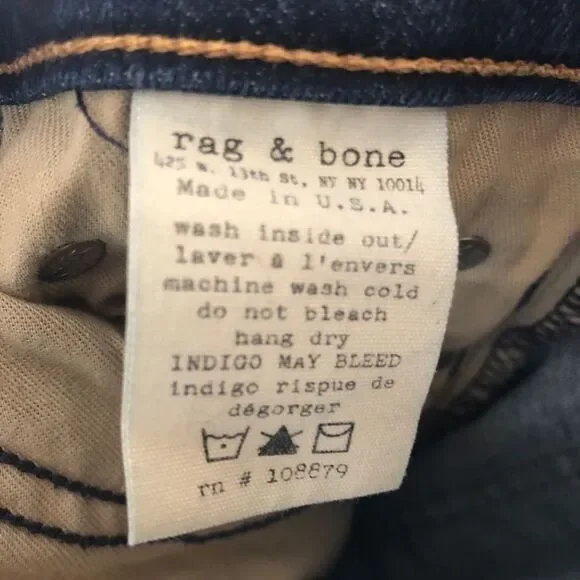 rag & bone
425 W. 13th St, NY NY 10014
Made in U.S.A.
wash inside out/
laver à l'envers
machine wash cold
do not bleach
hang dry
INDIGO MAY BLEED
indigo rispue de
dégorger
rn # 108879